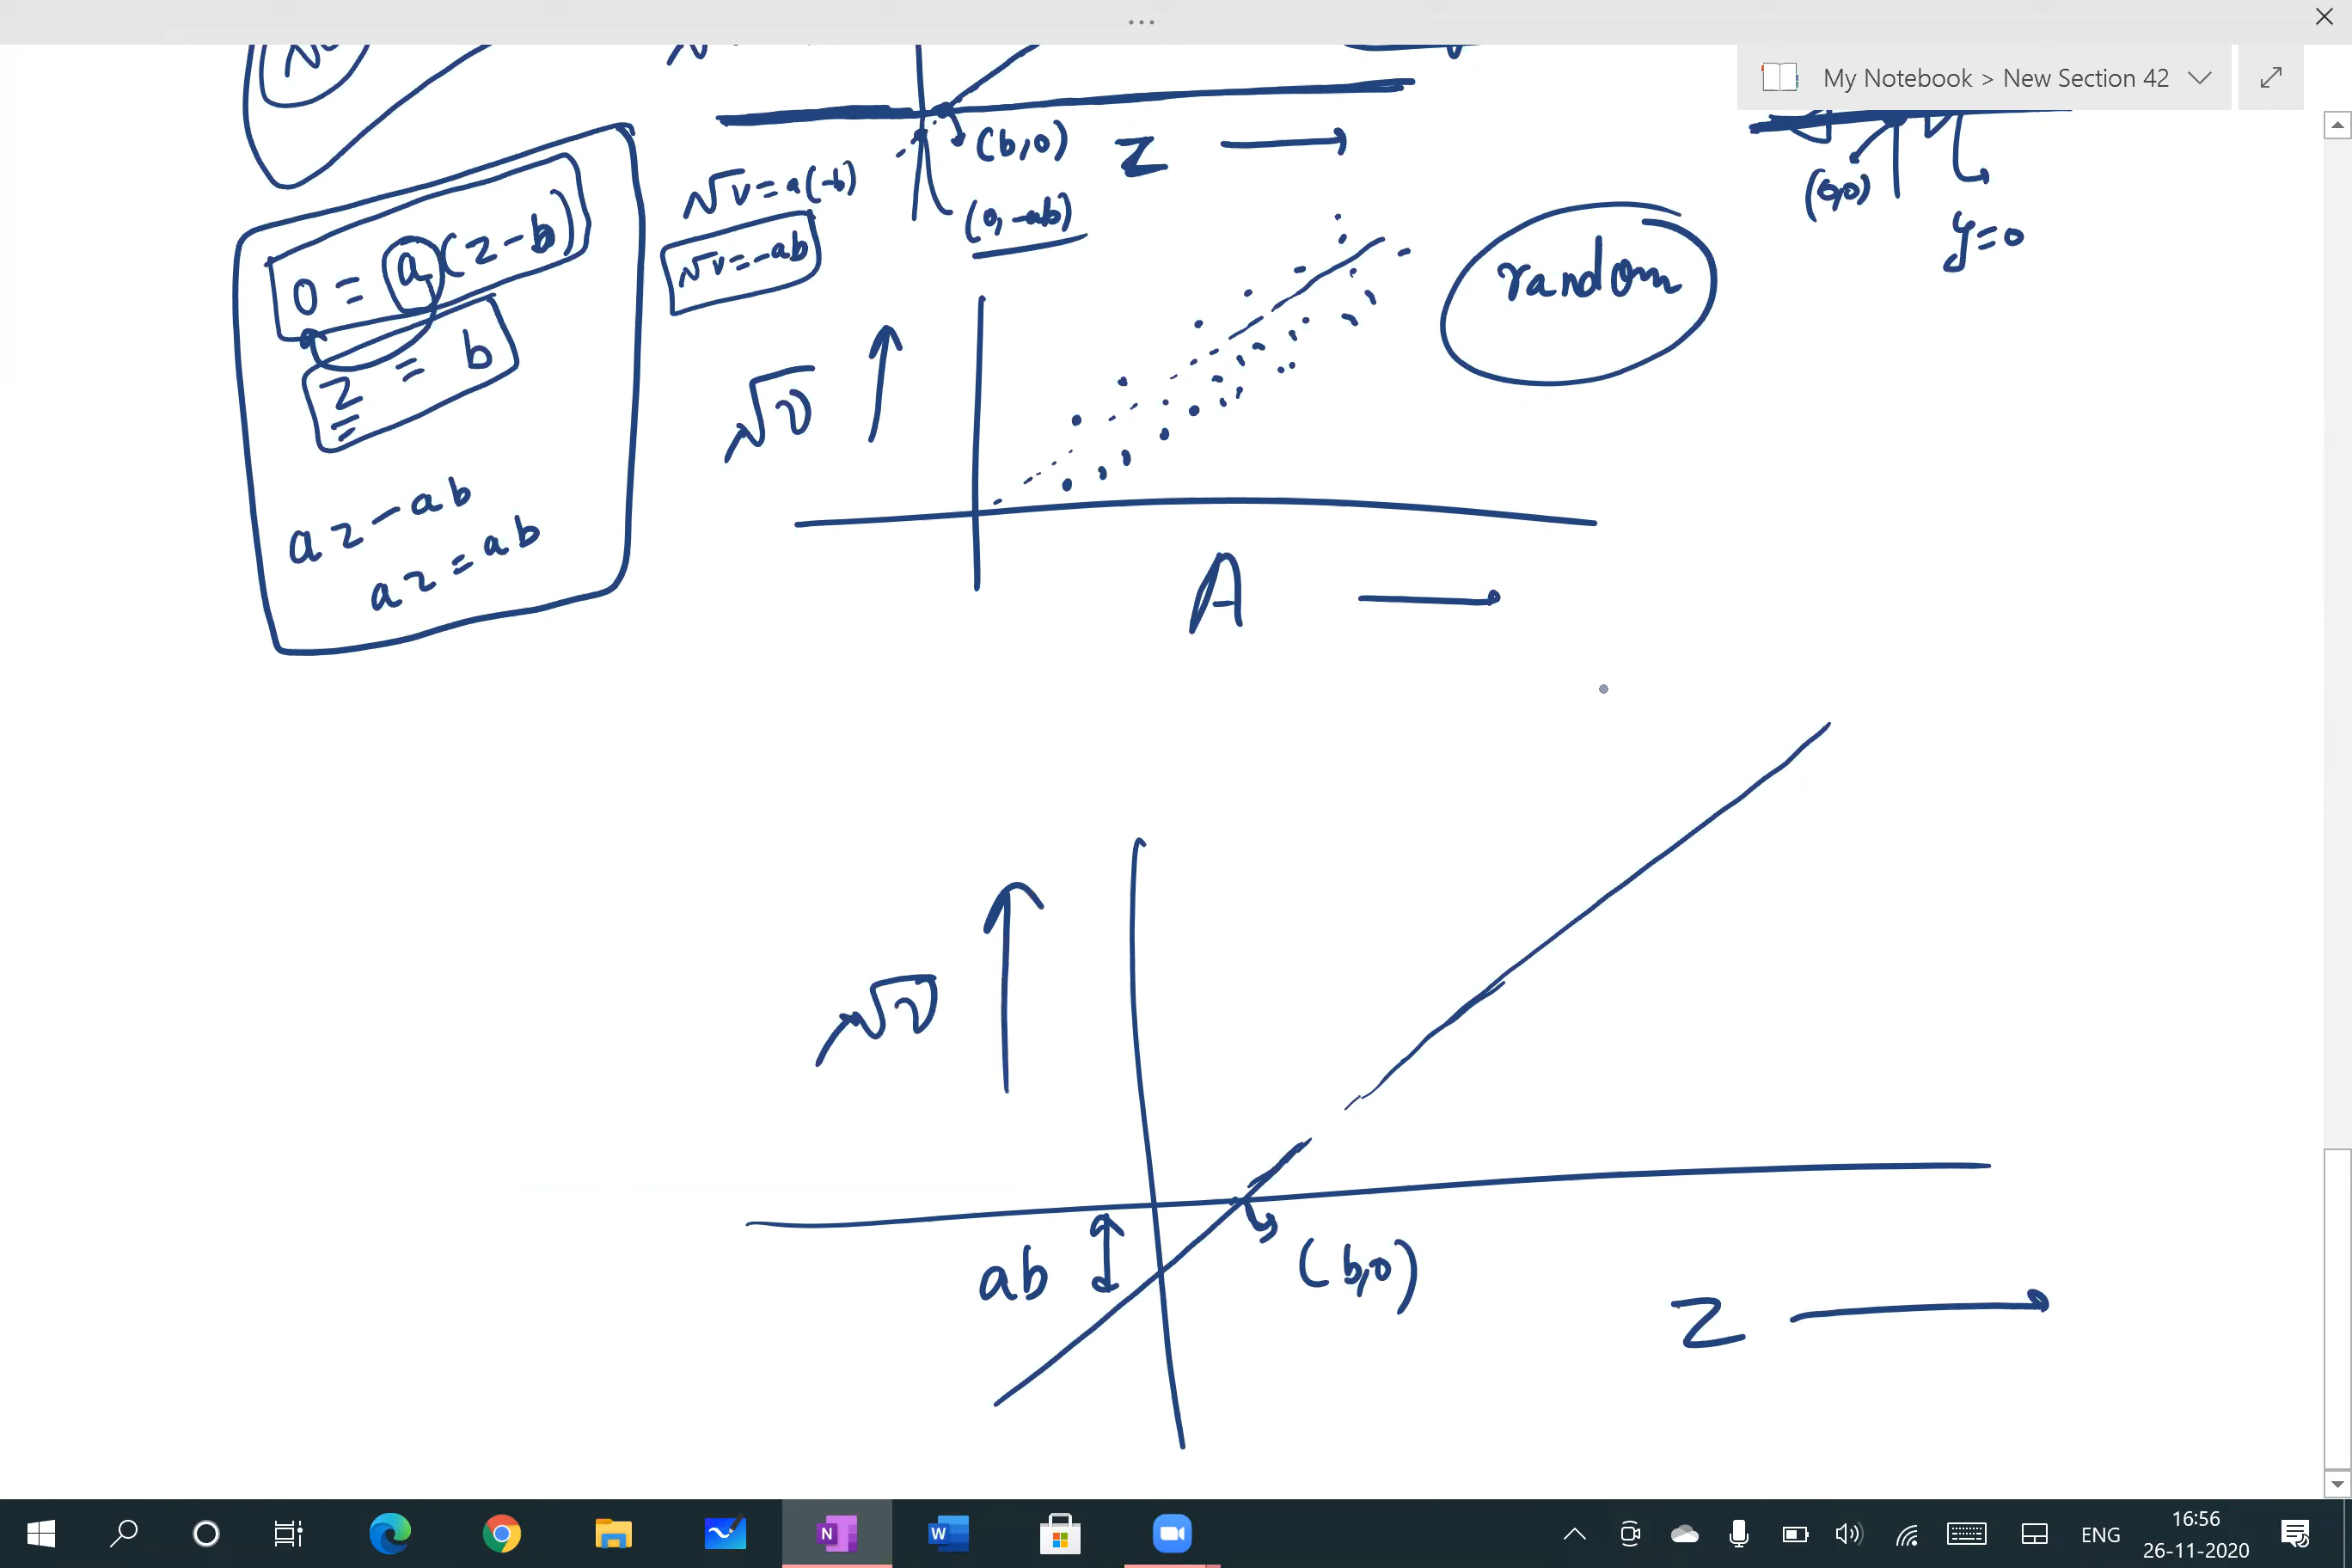 ...
My Notebook > New Section 42
(b,0)
Z
√ν = a(-b)
√ν = -ab
(0, -ab)
(b,0)
y=0
0 = a(Z-b)
Z = b
aZ-ab
aZ=ab
random
√ν
A
√ν
ab
(b,0)
Z
ENG
16:56
26-11-2020